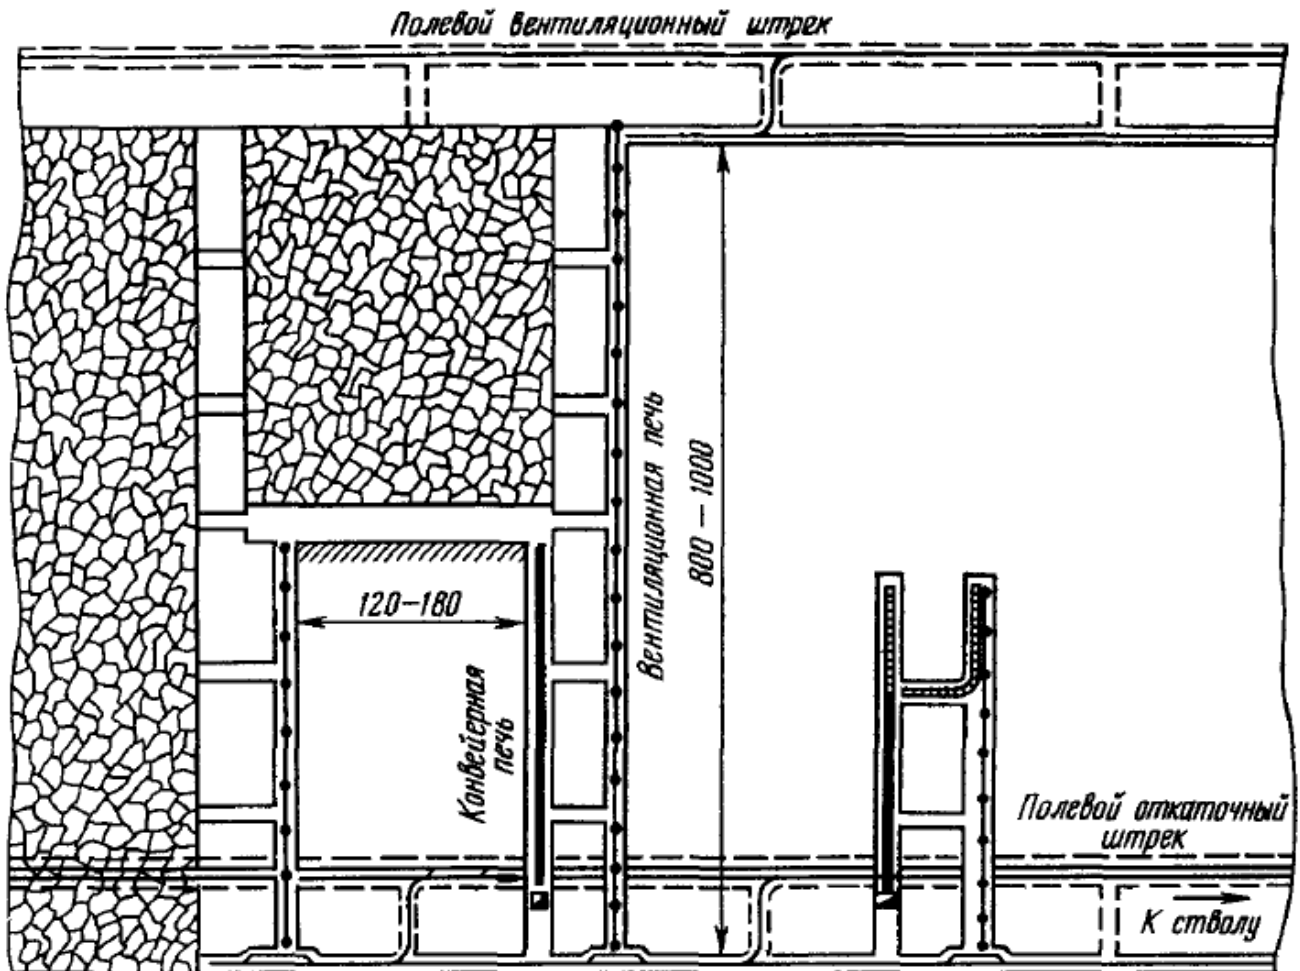 Полевой вентиляционный штрек
Вентиляционная печь
800 – 1000
120–180
Конвейерная
печь
Полевой откаточный
штрек
К стволу